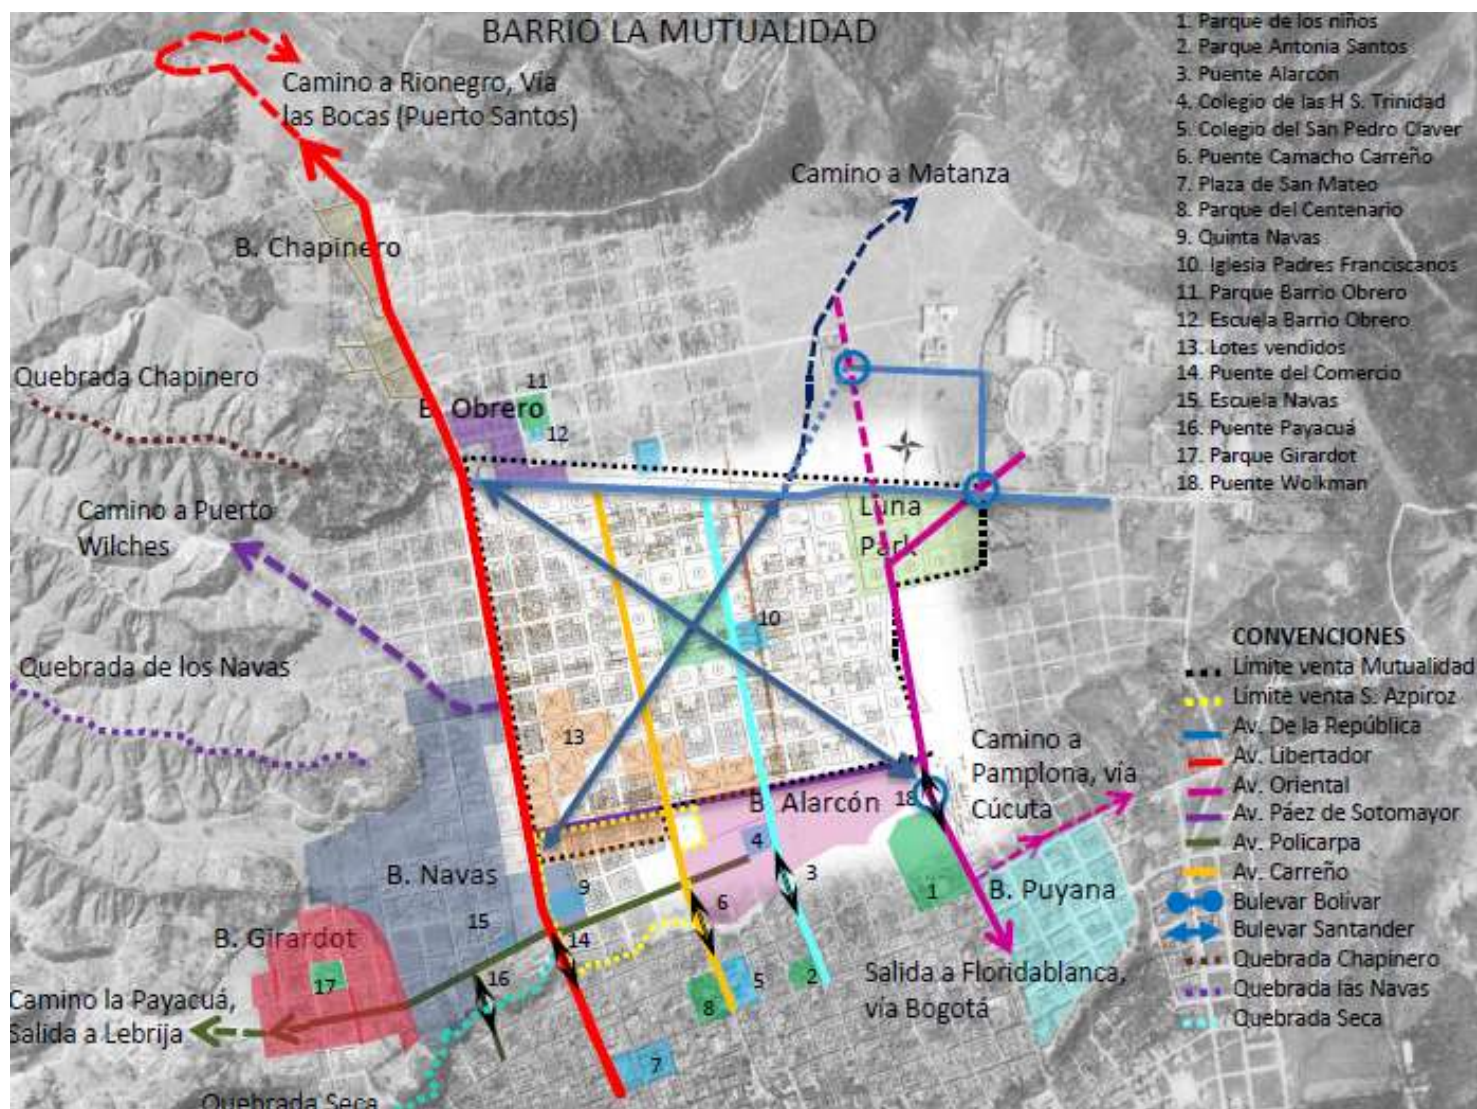 BARRIO LA MUTUALIDAD
Camino a Rionegro, Vía
las Bocas (Puerto Santos)
Camino a Matanza
B. Chapinero
Quebrada Chapinero
11
B. Obrero
12
Camino a Puerto
Wilches
Luna
Park
10
Quebrada de los Navas
13
Camino a
Pamplona, vía
Cúcuta
B. Alarcón
18
4
3
B. Navas
9
1
B. Puyana
6
15
B. Girardot
14
16
17
5
2
8
Salida a Floridablanca,
vía Bogotá
Camino la Payacuá,
Salida a Lebrija
7
Quebrada Seca
1. Parque de los niños
2. Parque Antonia Santos
3. Puente Alarcón
4. Colegio de las H S. Trinidad
5. Colegio del San Pedro Claver
6. Puente Camacho Carreño
7. Plaza de San Mateo
8. Parque del Centenario
9. Quinta Navas
10. Iglesia Padres Franciscanos
11. Parque Barrio Obrero
12. Escuela Barrio Obrero
13. Lotes vendidos
14. Puente del Comercio
15. Escuela Navas
16. Puente Payacuá
17. Parque Girardot
18. Puente Wolkman
CONVENCIONES
Limite venta Mutualidad
Limite venta S. Azpiroz
Av. De la República
Av. Libertador
Av. Oriental
Av. Páez de Sotomayor
Av. Policarpa
Av. Carreño
Bulevar Bolívar
Bulevar Santander
Quebrada Chapinero
Quebrada las Navas
Quebrada Seca